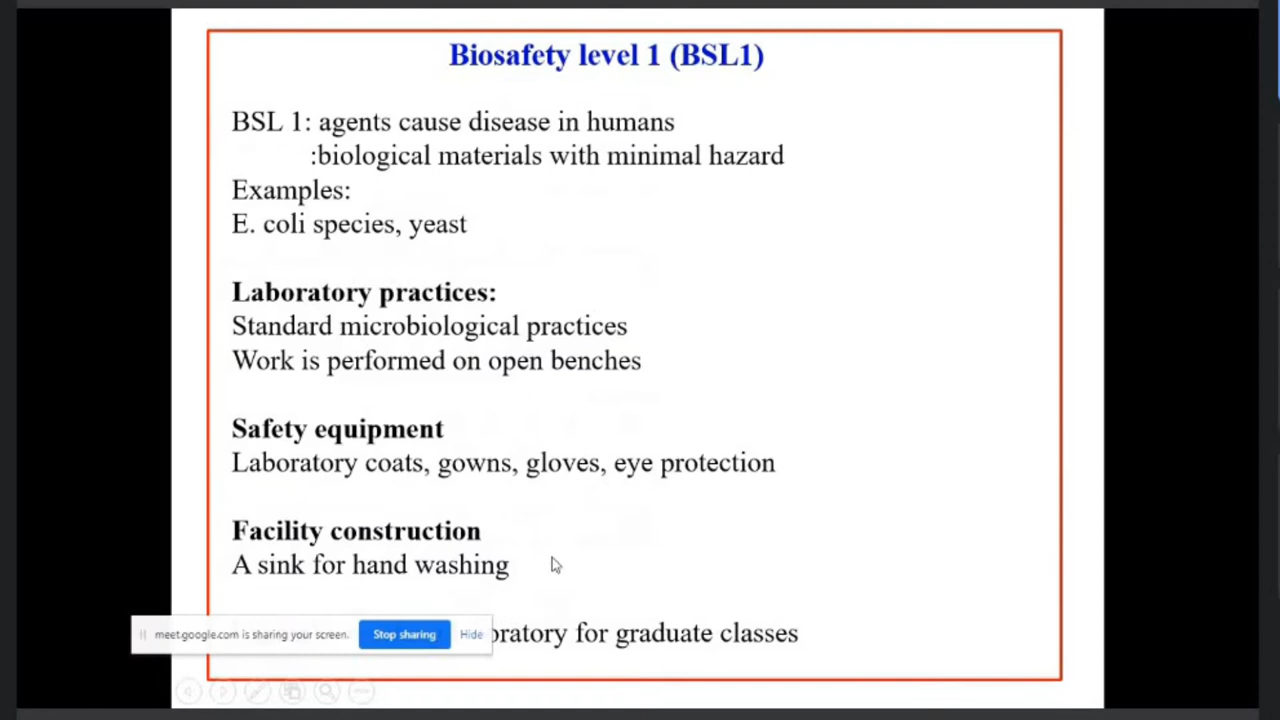 Biosafety level 1 (BSL1)
BSL 1: agents cause disease in humans
:biological materials with minimal hazard
Examples:
E. coli species, yeast
Laboratory practices:
Standard microbiological practices
Work is performed on open benches
Safety equipment
Laboratory coats, gowns, gloves, eye protection
Facility construction
A sink for hand washing
meet.google.com is sharing your screen. Stop sharing Hide
for graduate classes